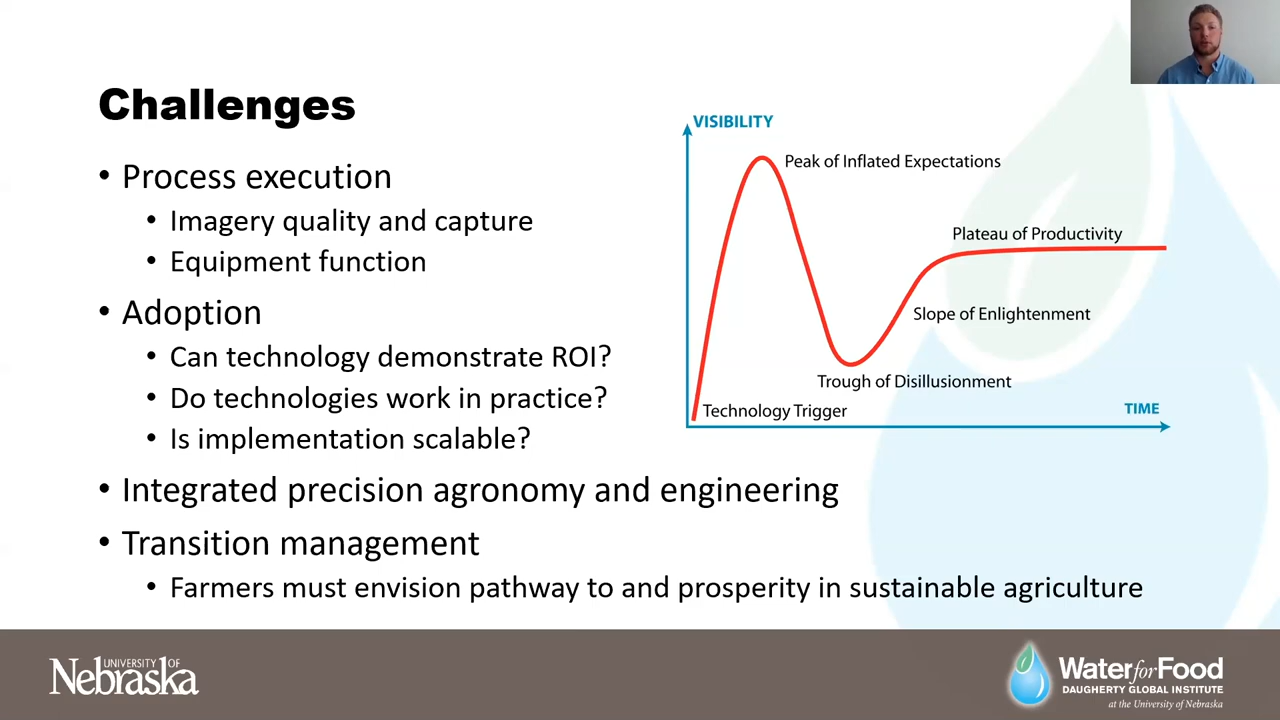 Challenges
• Process execution
• Imagery quality and capture
• Equipment function
• Adoption
• Can technology demonstrate ROI?
• Do technologies work in practice?
• Is implementation scalable?
• Integrated precision agronomy and engineering
• Transition management
• Farmers must envision pathway to and prosperity in sustainable agriculture
VISIBILITY
Peak of Inflated Expectations
Plateau of Productivity
Slope of Enlightenment
Trough of Disillusionment
Technology Trigger
TIME
UNIVERSITY OF
Nebraska
Water for Food
DAUGHERTY GLOBAL INSTITUTE
at the University of Nebraska